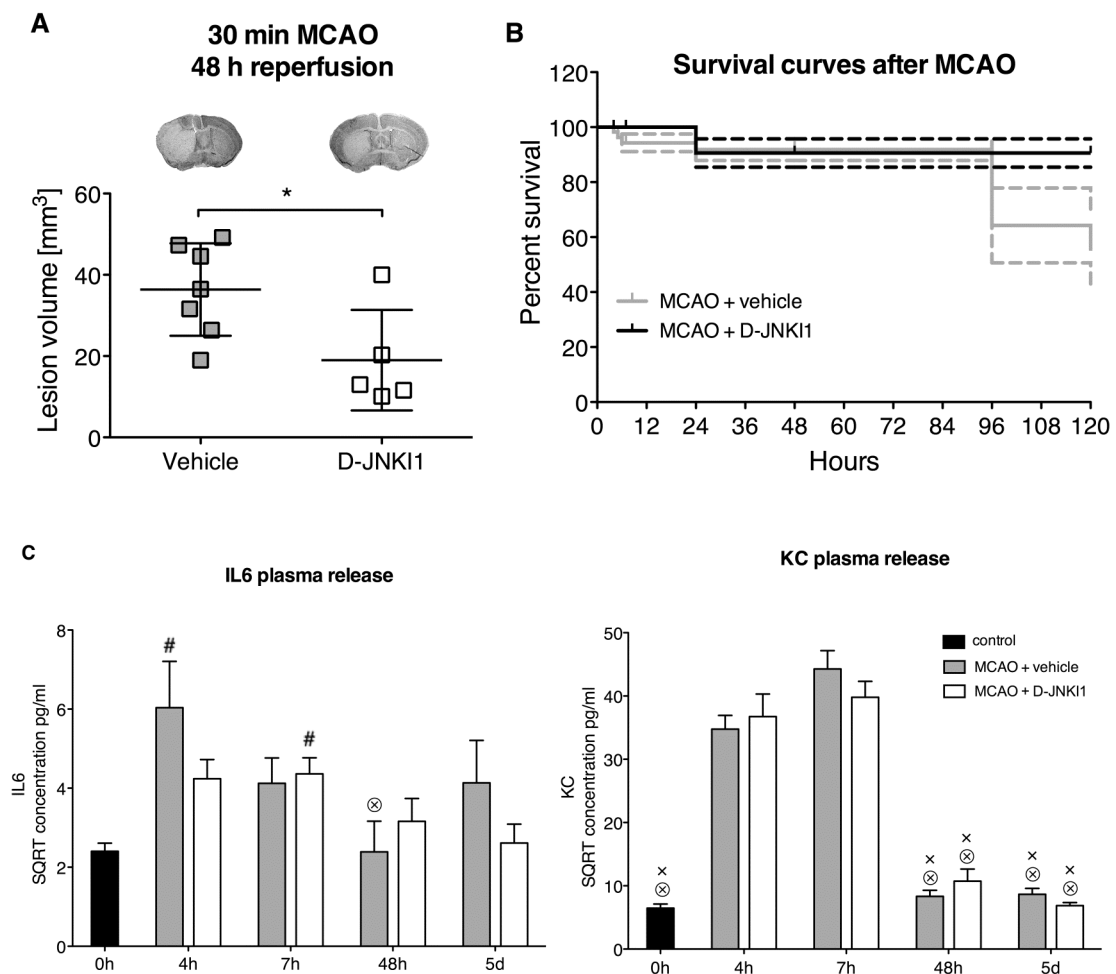 A
30 min MCAO
48 h reperfusion
*
Lesion volume [mm³]
60
40
20
0
Vehicle
D-JNKI1
B
Survival curves after MCAO
Percent survival
120
100
80
60
40
20
0
MCAO + vehicle
MCAO + D-JNKI1
0 12 24 36 48 60 72 84 96 108 120
Hours
C
IL6 plasma release
IL6
SQRT concentration pg/ml
8
6
4
2
0
#
#
⊗
0h 4h 7h 48h 5d
KC plasma release
KC
SQRT concentration pg/ml
50
40
30
20
10
0
control
MCAO + vehicle
MCAO + D-JNKI1
× × × × ×
⊗ ⊗ ⊗ ⊗ ⊗
0h 4h 7h 48h 5d